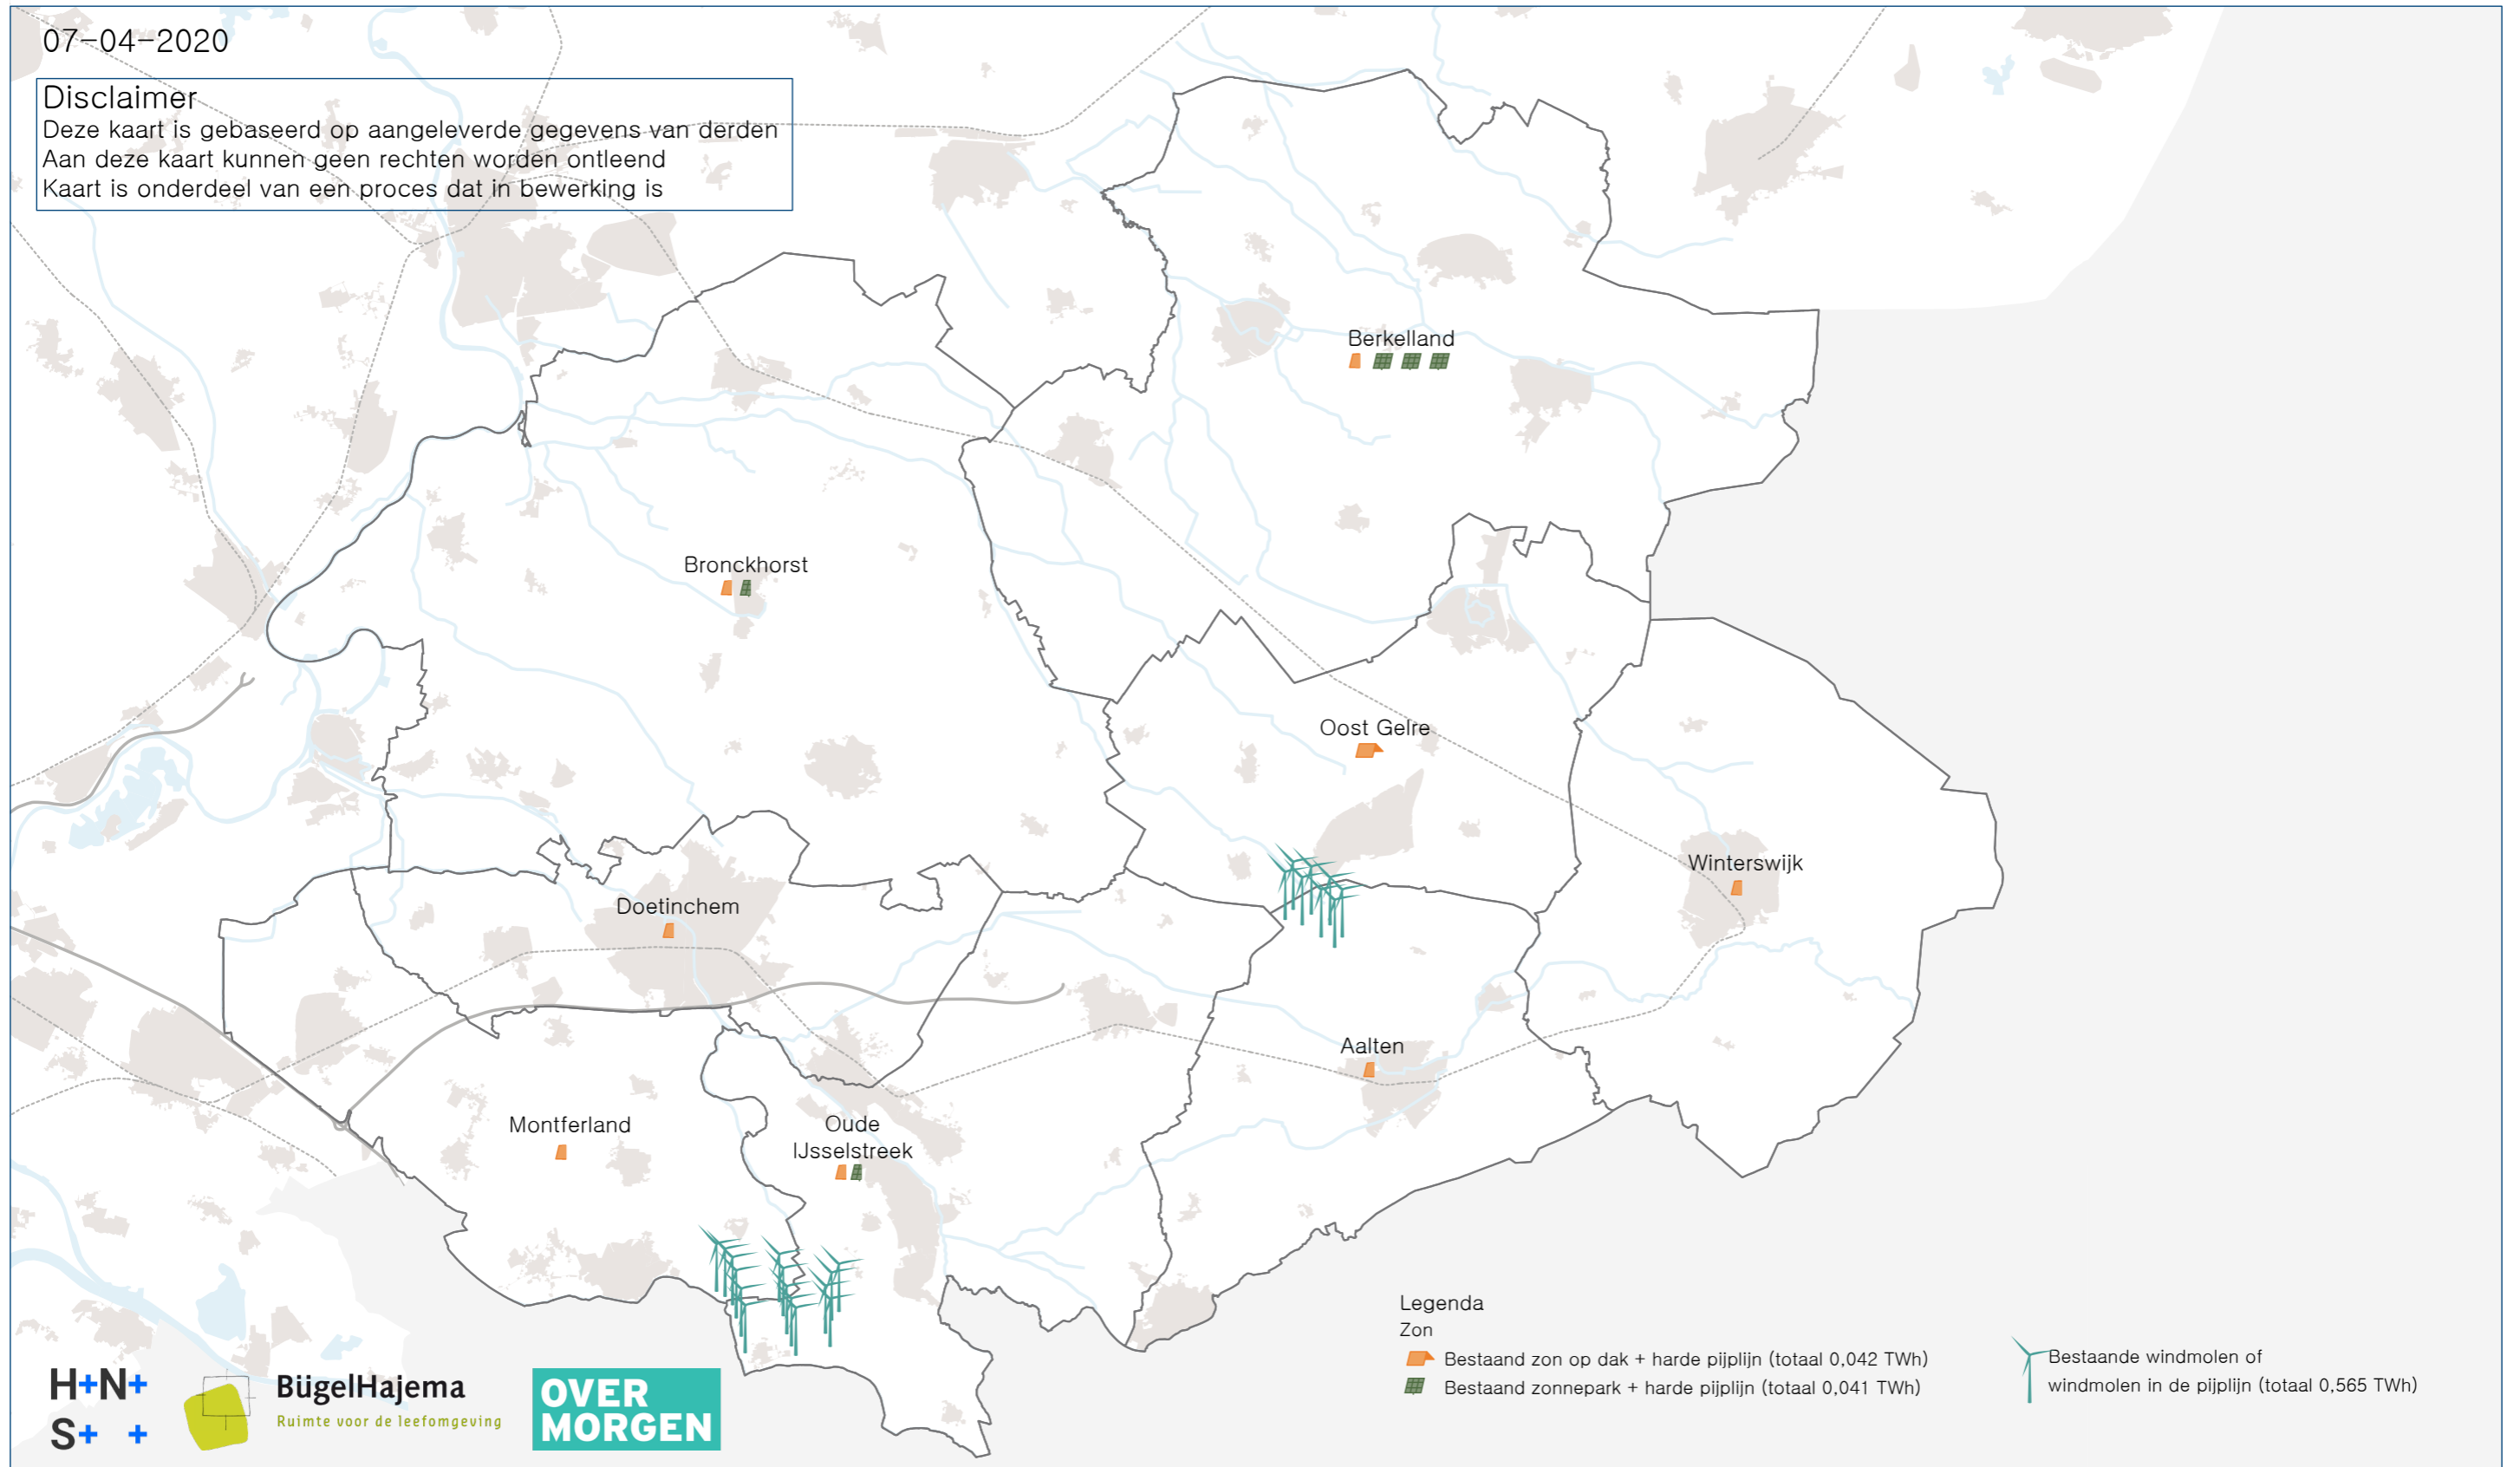 07-04-2020
Disclaimer
Deze kaart is gebaseerd op aangeleverde gegevens van derden
Aan deze kaart kunnen geen rechten worden ontleend
Kaart is onderdeel van een proces dat in bewerking is
Berkelland
Bronckhorst
Oost Gelre
Winterswijk
Doetinchem
Aalten
Montferland
Oude
IJsselstreek
Legenda
Zon
Bestaand zon op dak + harde pijplijn (totaal 0,042 TWh)
Bestaand zonnepark + harde pijplijn (totaal 0,041 TWh)
Bestaande windmolen of
windmolen in de pijplijn (totaal 0,565 TWh)
H+N+
S+ +
BügelHajema
Ruimte voor de leefomgeving
OVER
MORGEN